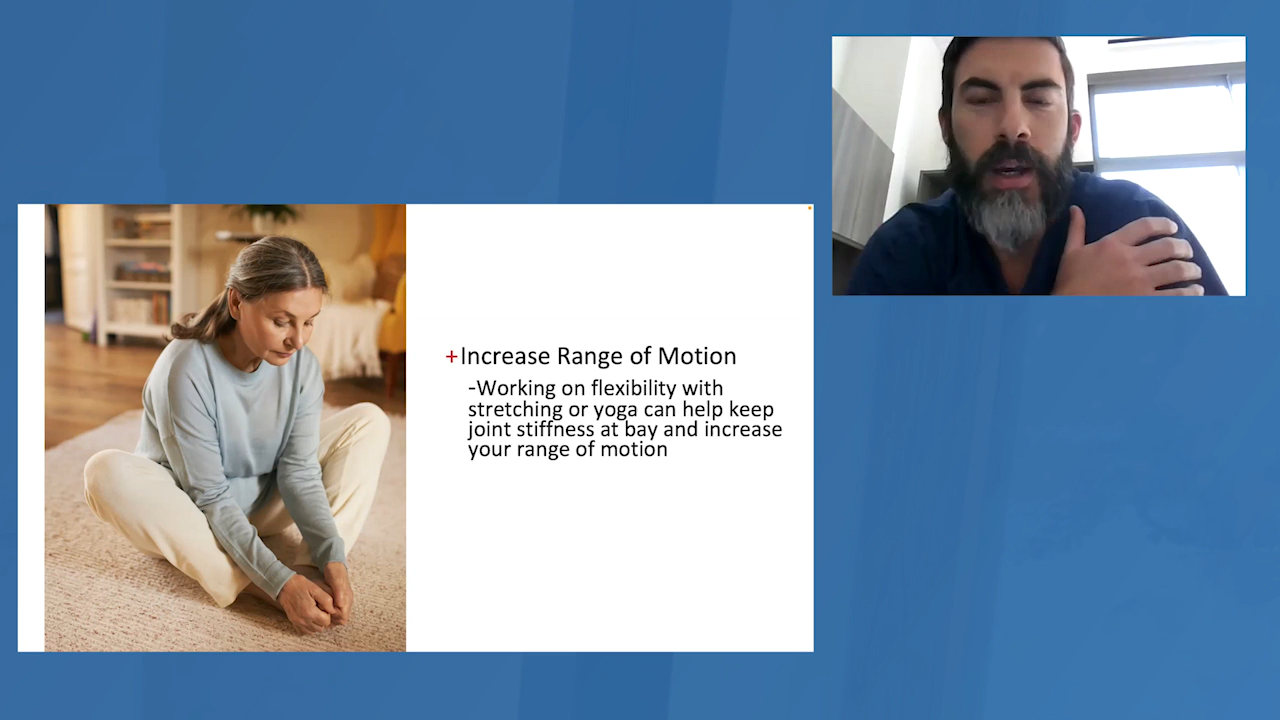 +Increase Range of Motion
-Working on flexibility with
stretching or yoga can help keep
joint stiffness at bay and increase
your range of motion